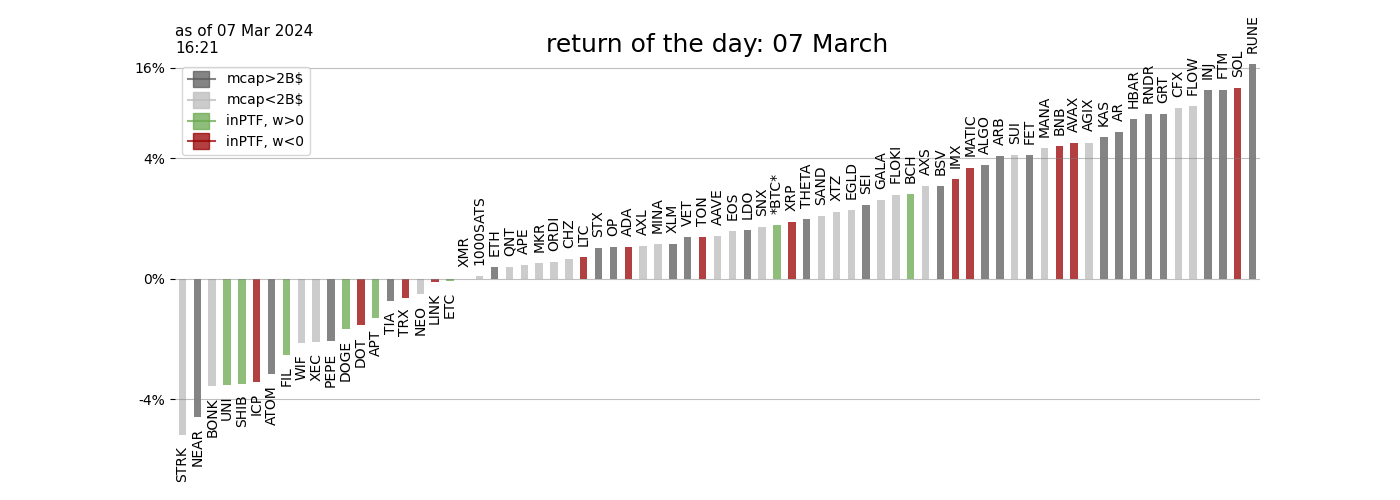 as of 07 Mar 2024
16:21
return of the day: 07 March
mcap>2B$
mcap<2B$
inPTF, w>0
inPTF, w<0
16%
4%
0%
-4%
STRK
NEAR
BONK
UNI
SHIB
ICP
ATOM
FIL
WIF
XEC
PEPE
DOGE
DOT
APT
TIA
TRX
NEO
LINK
ETC
XMR
1000SATS
ETH
QNT
APE
MKR
ORDI
CHZ
LTC
STX
OP
ADA
AXL
MINA
XLM
VET
TON
AAVE
EOS
LDO
SNX
*BTC*
XRP
THETA
SAND
XTZ
EGLD
SEI
GALA
FLOKI
BCH
AXS
BSV
IMX
MATIC
ALGO
ARB
SUI
FET
MANA
BNB
AVAX
AGIX
KAS
AR
HBAR
RNDR
GRT
CFX
FLOW
INJ
FTM
SOL
RUNE